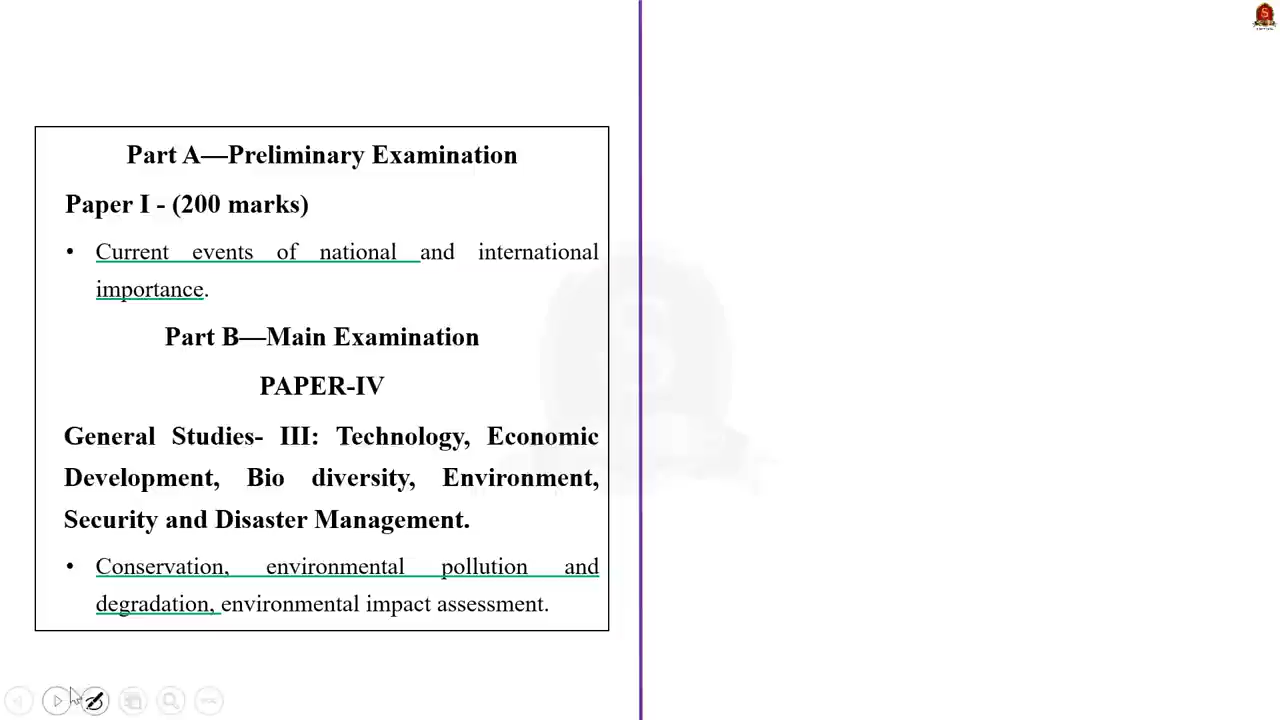 Part A—Preliminary Examination
Paper I - (200 marks)
• Current events of national and international
importance.
Part B—Main Examination
PAPER-IV
General Studies- III: Technology, Economic
Development, Bio diversity, Environment,
Security and Disaster Management.
• Conservation, environmental pollution and
degradation, environmental impact assessment.